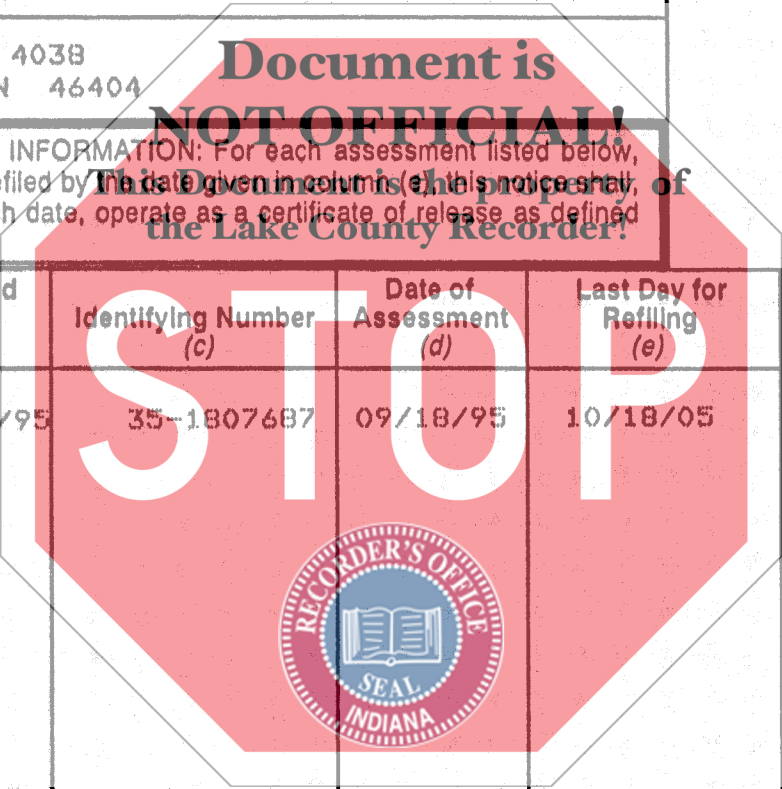 4038
N 46404
Document is
NOT OFFICIAL!
This Document is the property of
the Lake County Recorder!
INFORMATION: For each assessment listed below,
efiled by the date given in column (e), this notice shall,
h date, operate as a certificate of release as defined
d
Identifying Number
(c)
Date of
Assessment
(d)
Last Day for
Refiling
(e)
/95 35-1807687 09/18/95 10/18/05
STOP
RECORDER'S OFFICE
SEAL
INDIANA